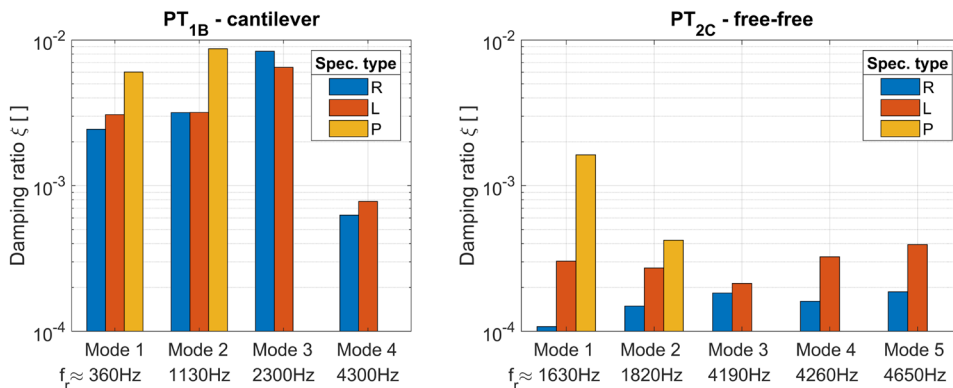 PT1B - cantilever
10^-2
10^-3
10^-4
Damping ratio ξ [ ]
Spec. type
R
L
P
Mode 1 Mode 2 Mode 3 Mode 4
f_r≈ 360Hz 1130Hz 2300Hz 4300Hz
PT2C - free-free
10^-2
10^-3
10^-4
Damping ratio ξ [ ]
Spec. type
R
L
P
Mode 1 Mode 2 Mode 3 Mode 4 Mode 5
f_r≈ 1630Hz 1820Hz 4190Hz 4260Hz 4650Hz